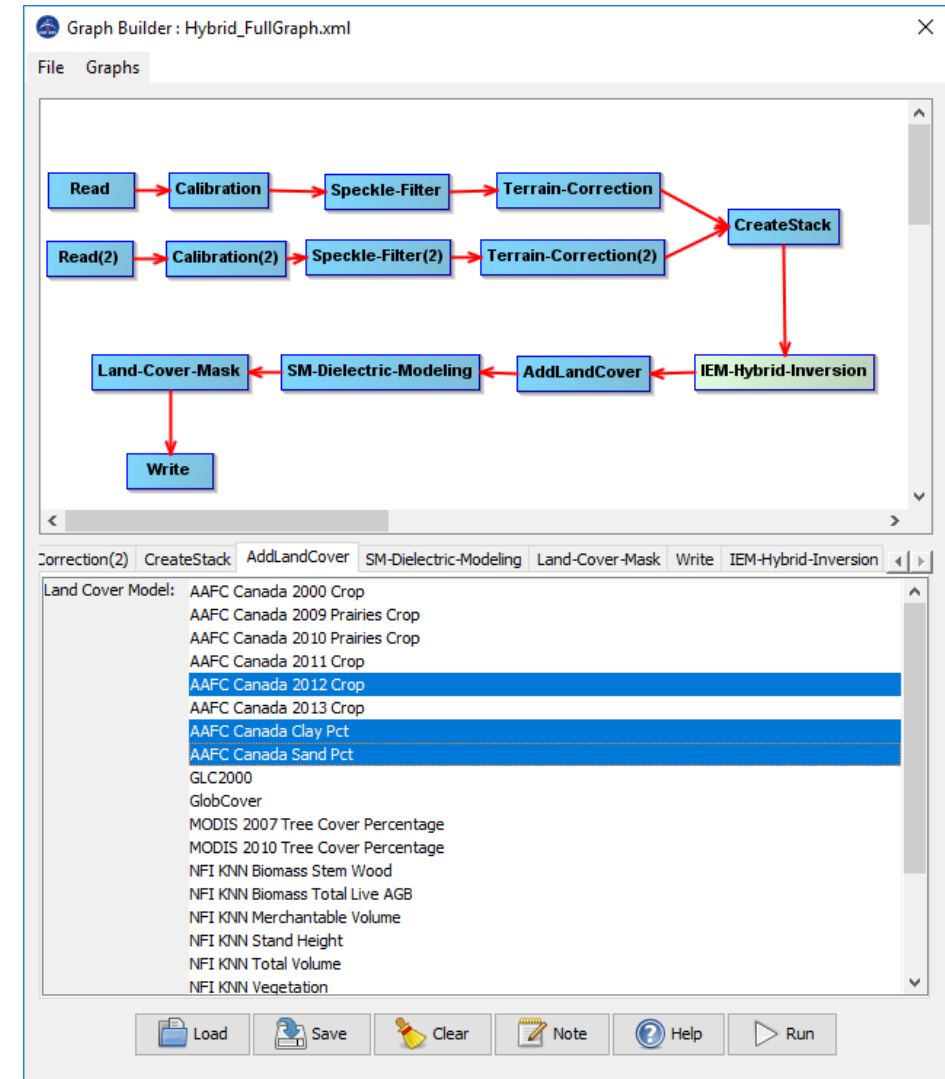 Graph Builder : Hybrid_FullGraph.xml
File Graphs
Read Calibration Speckle-Filter Terrain-Correction
CreateStack
Read(2) Calibration(2) Speckle-Filter(2) Terrain-Correction(2)
Land-Cover-Mask SM-Dielectric-Modeling AddLandCover IEM-Hybrid-Inversion
Write
Correction(2) CreateStack AddLandCover SM-Dielectric-Modeling Land-Cover-Mask Write IEM-Hybrid-Inversion
Land Cover Model: AAFC Canada 2000 Crop
AAFC Canada 2009 Prairies Crop
AAFC Canada 2010 Prairies Crop
AAFC Canada 2011 Crop
AAFC Canada 2012 Crop
AAFC Canada 2013 Crop
AAFC Canada Clay Pct
AAFC Canada Sand Pct
GLC2000
GlobCover
MODIS 2007 Tree Cover Percentage
MODIS 2010 Tree Cover Percentage
NFI KNN Biomass Stem Wood
NFI KNN Biomass Total Live AGB
NFI KNN Merchantable Volume
NFI KNN Stand Height
NFI KNN Total Volume
NFI KNN Vegetation
Load Save Clear Note Help Run